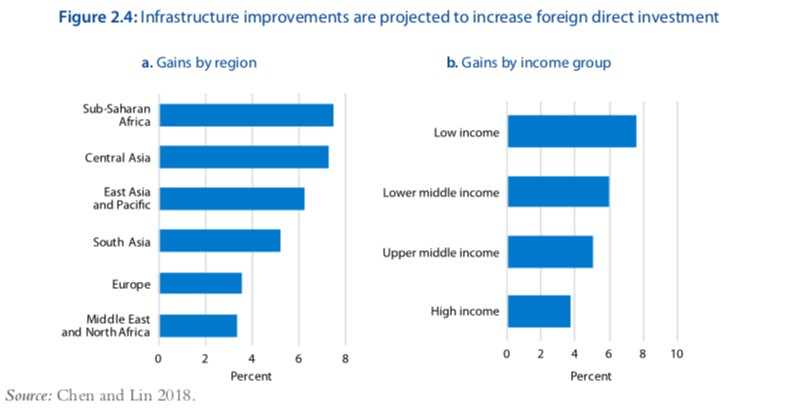 Figure 2.4: Infrastructure improvements are projected to increase foreign direct investment
a. Gains by region
Sub-Saharan
Africa
Central Asia
East Asia
and Pacific
South Asia
Europe
Middle East
and North Africa
0 2 4 6 8
Percent
b. Gains by income group
Low income
Lower middle income
Upper middle income
High income
0 2 4 6 8 10
Percent
Source: Chen and Lin 2018.